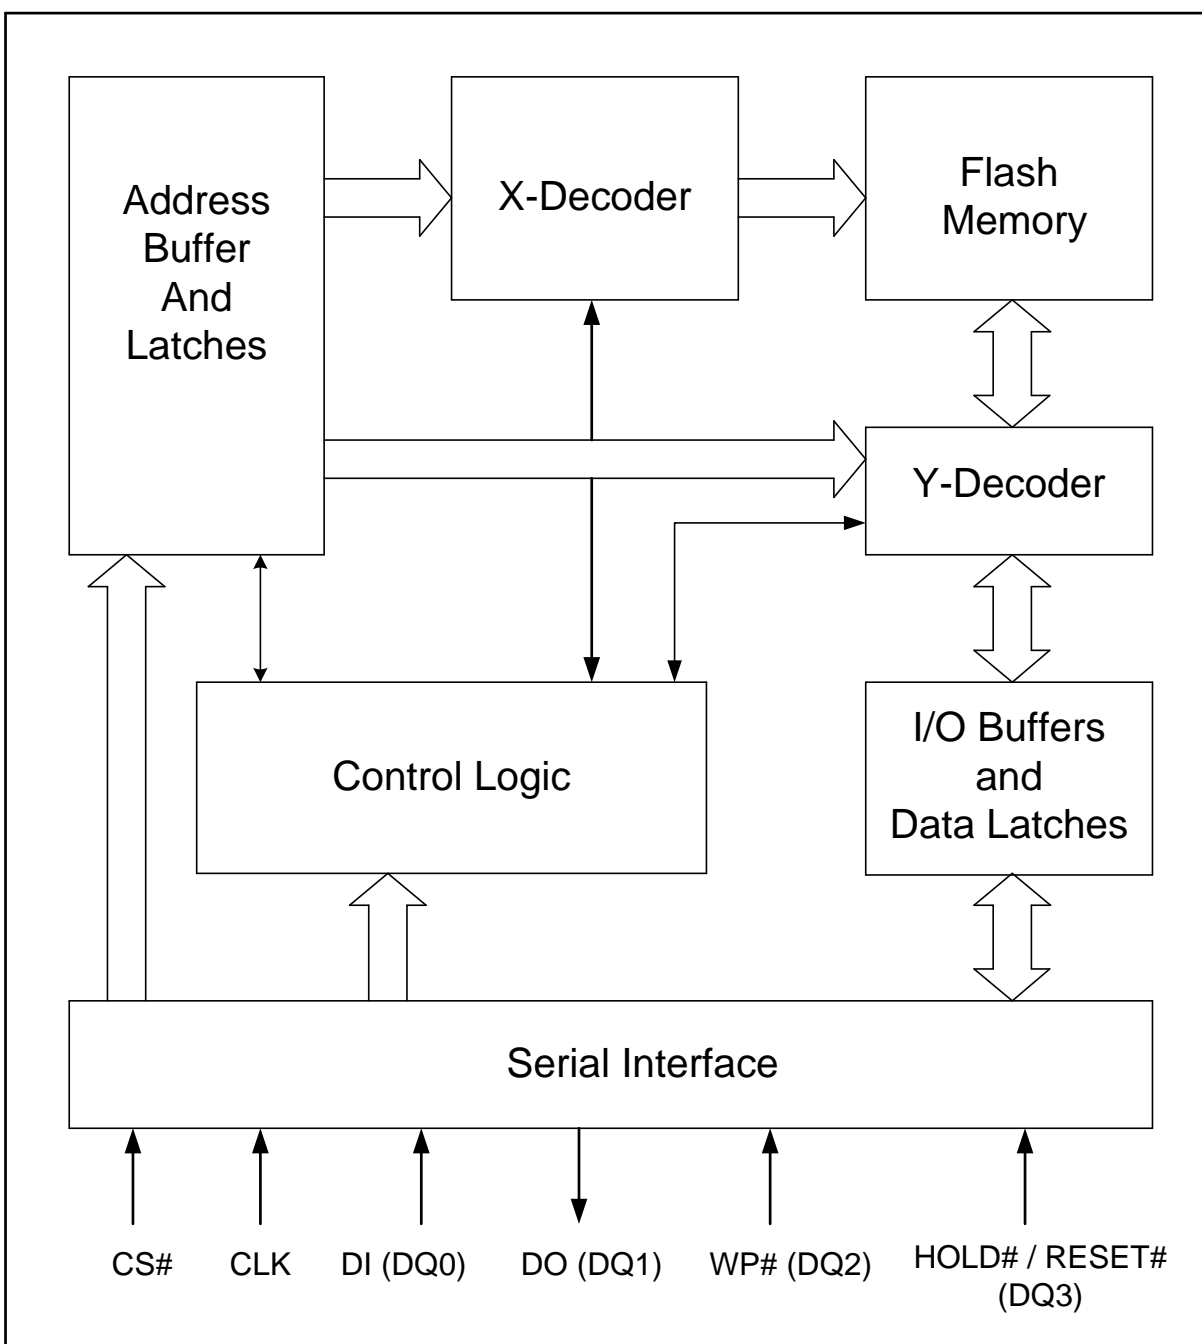 Address
Buffer
And
Latches
X-Decoder
Flash
Memory
Y-Decoder
Control Logic
I/O Buffers
and
Data Latches
Serial Interface
CS#
CLK
DI (DQ0)
DO (DQ1)
WP# (DQ2)
HOLD# / RESET#
(DQ3)